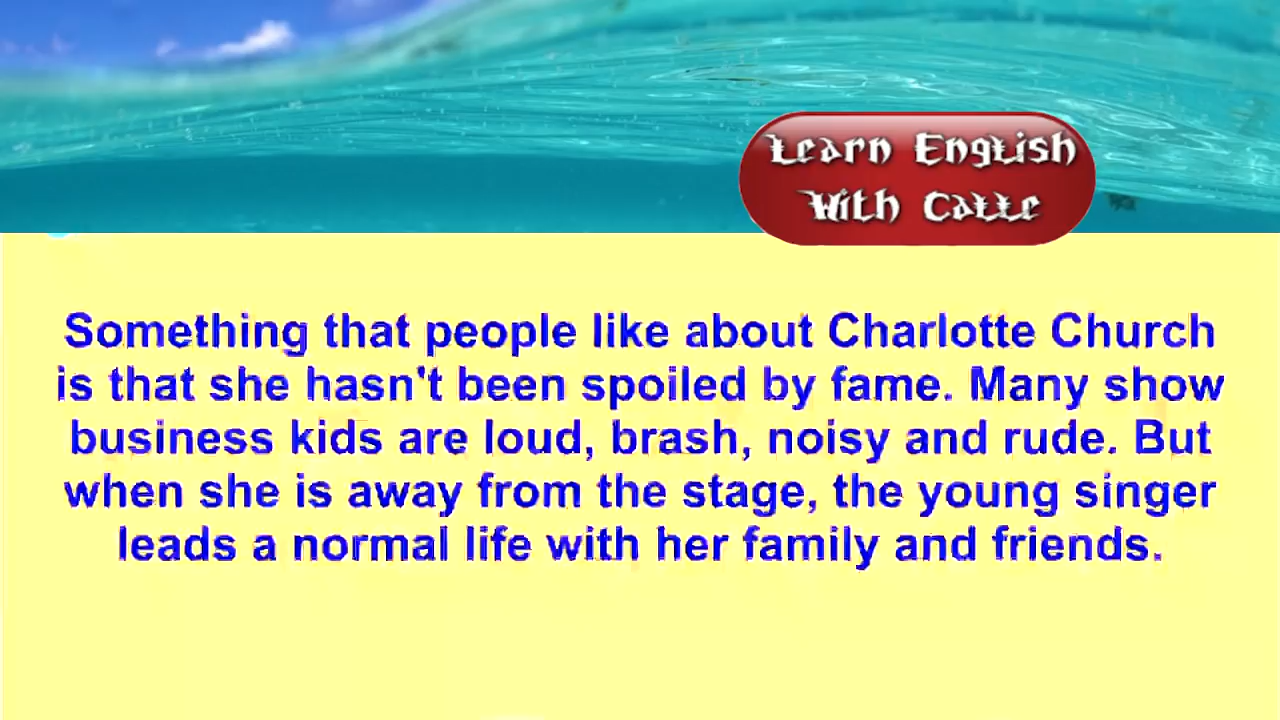 Learn English
With Catte
Something that people like about Charlotte Church
is that she hasn't been spoiled by fame. Many show
business kids are loud, brash, noisy and rude. But
when she is away from the stage, the young singer
leads a normal life with her family and friends.